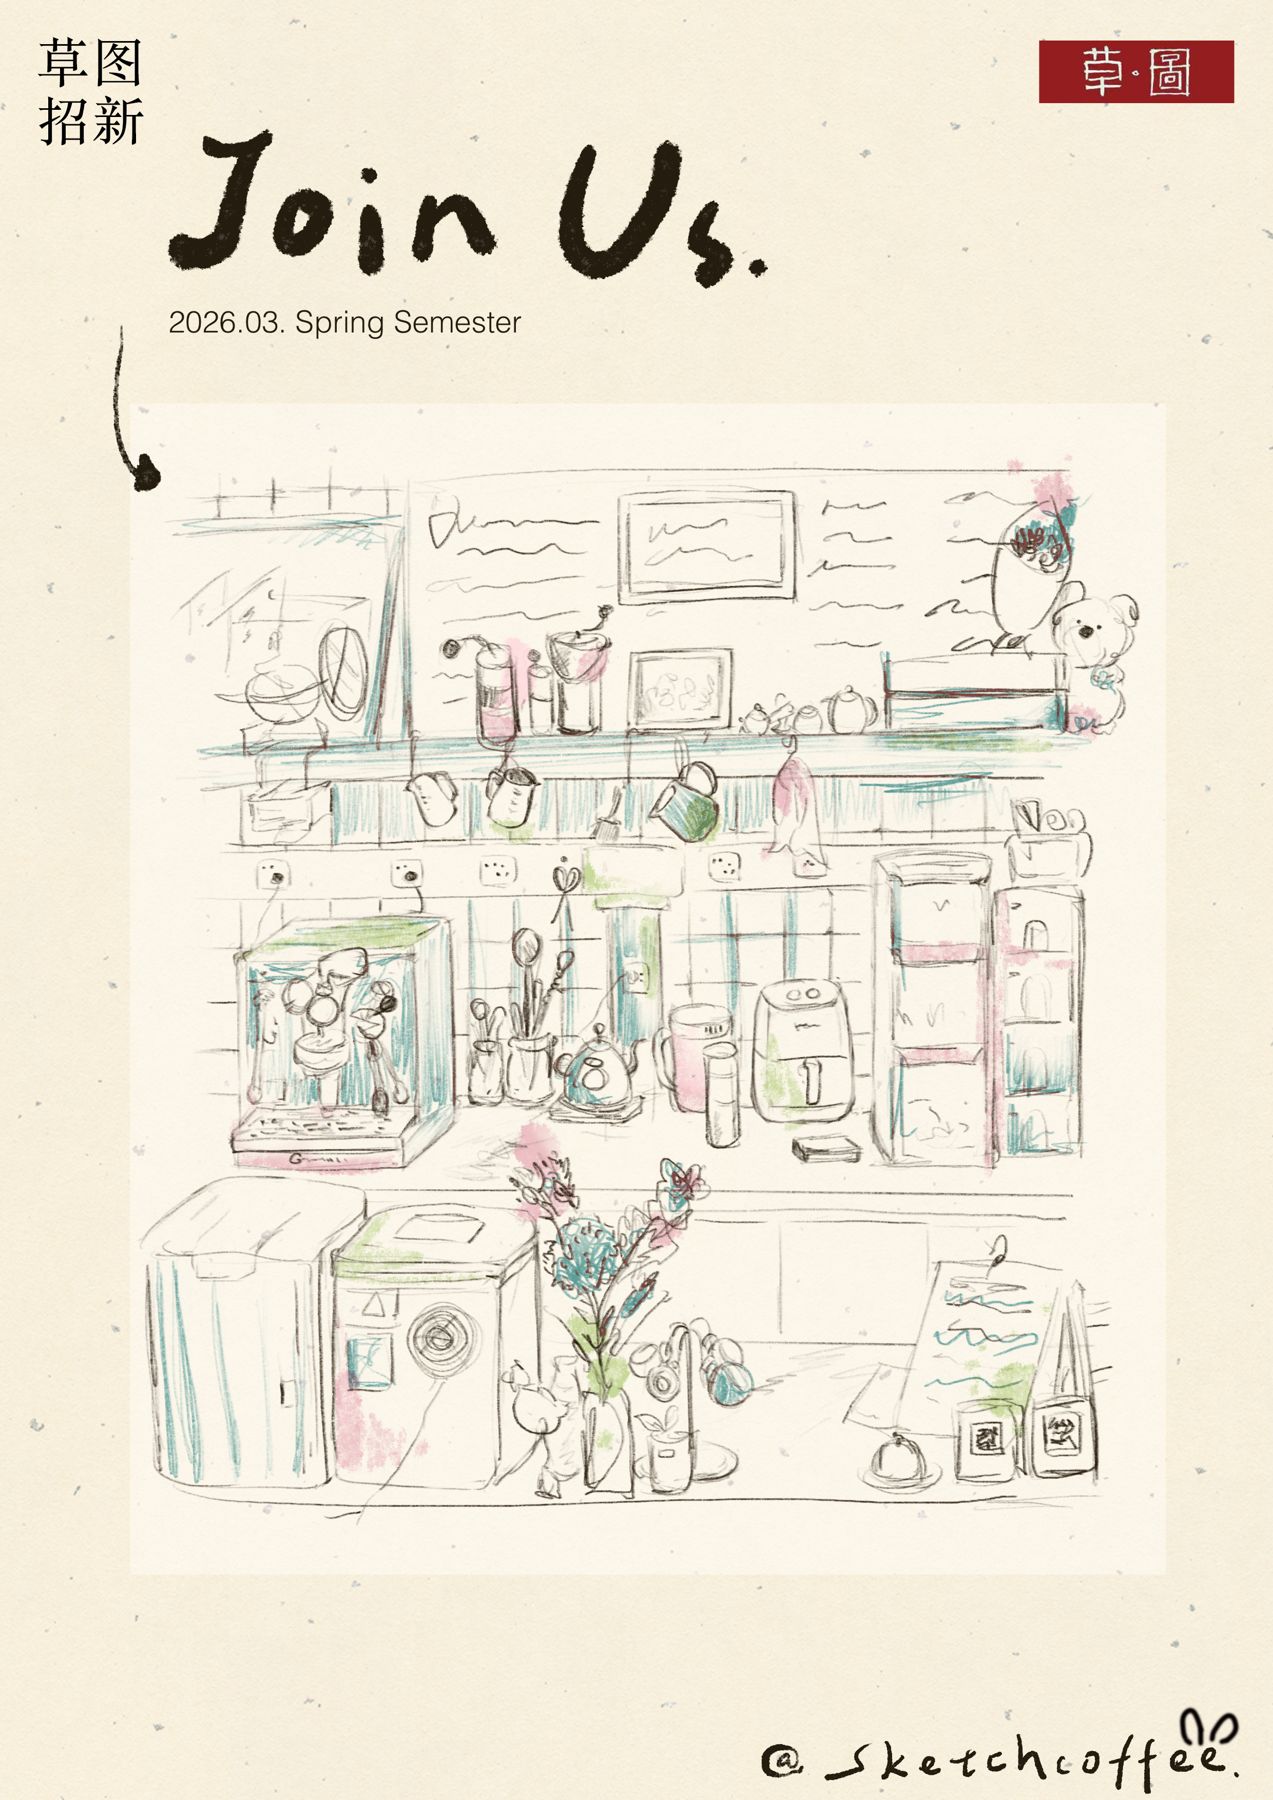 草图
招新
草·圖
Join Us.
2026.03. Spring Semester
@sketchcoffee.